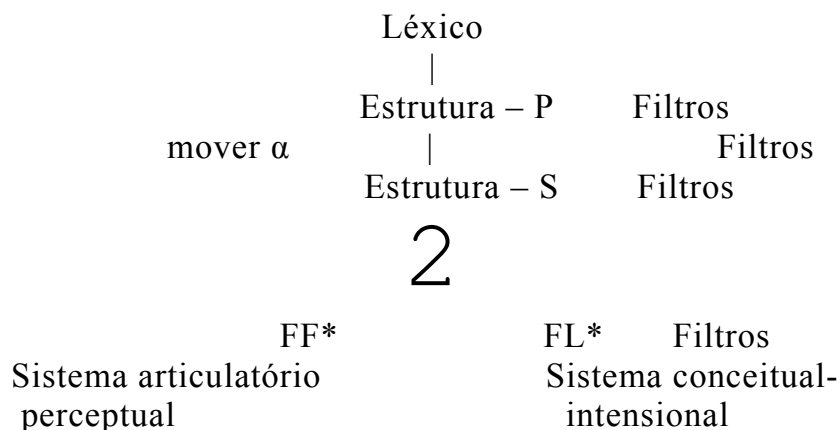 Léxico
|
Estrutura – P Filtros
mover α | Filtros
Estrutura – S Filtros
2
FF* FL* Filtros
Sistema articulatório Sistema conceitual-
perceptual intensional